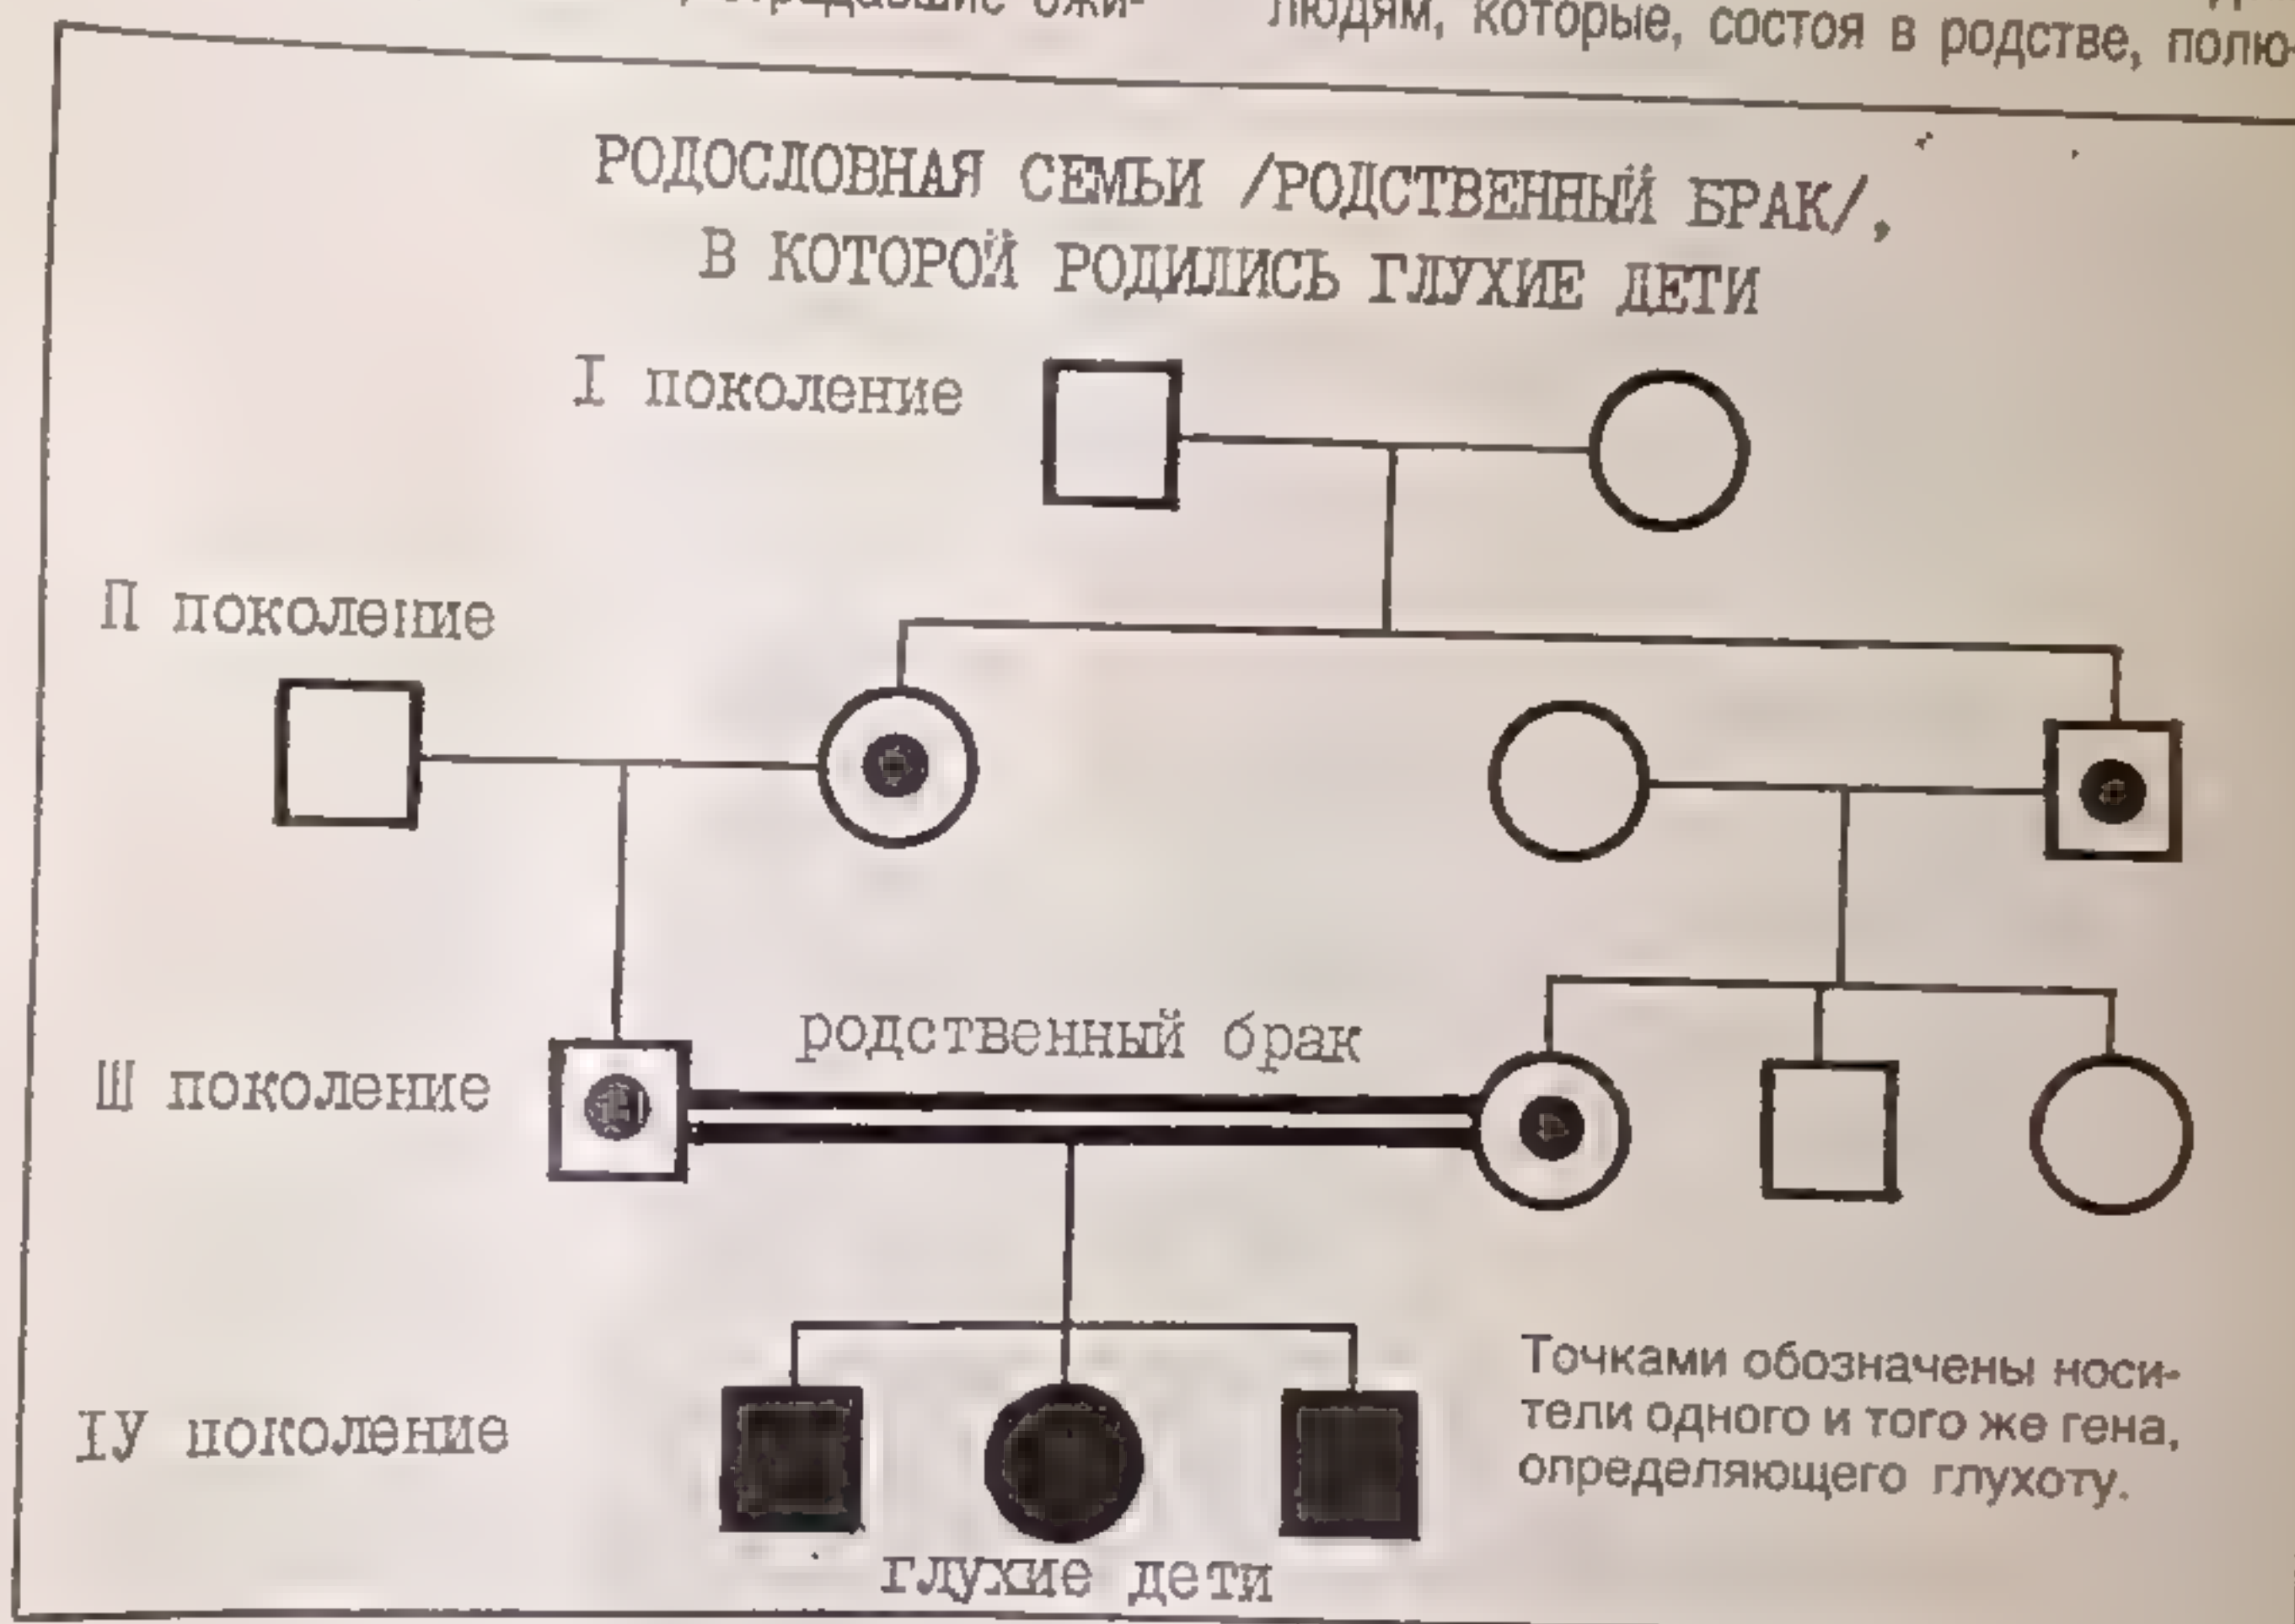 людям, которые, состоя в родстве, полю-
РОДОСЛОВНАЯ СЕМЬИ /РОДСТВЕННЫЙ БРАК/,
В КОТОРОЙ РОДИЛИСЬ ГЛУХИЕ ДЕТИ
I поколение
П поколение
родственный брак
Ш поколение
Точками обозначены носи-
тели одного и того же гена,
определяющего глухоту.
IУ поколение
глухие дети